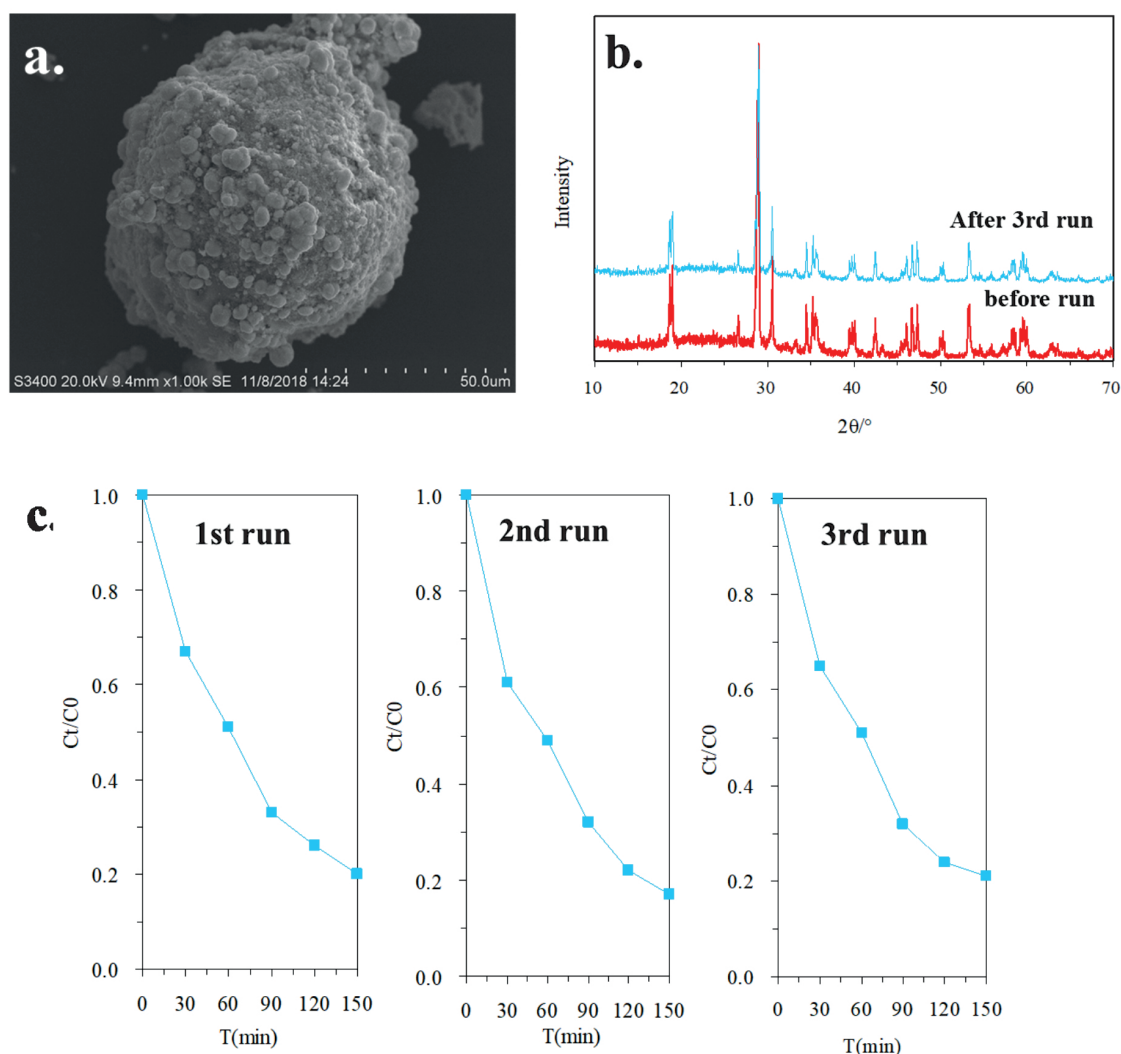 a.
S3400 20.0kV 9.4mm x1.00k SE 11/8/2018 14:24
50.0um
b.
Intensity
After 3rd run
before run
10 20 30 40 50 60 70
2θ/°
c.
1st run
Ct/C0
1.0
0.8
0.6
0.4
0.2
0.0
0 30 60 90 120 150
T(min)
2nd run
Ct/C0
1.0
0.8
0.6
0.4
0.2
0.0
0 30 60 90 120 150
T(min)
3rd run
Ct/C0
1.0
0.8
0.6
0.4
0.2
0.0
0 30 60 90 120 150
T(min)